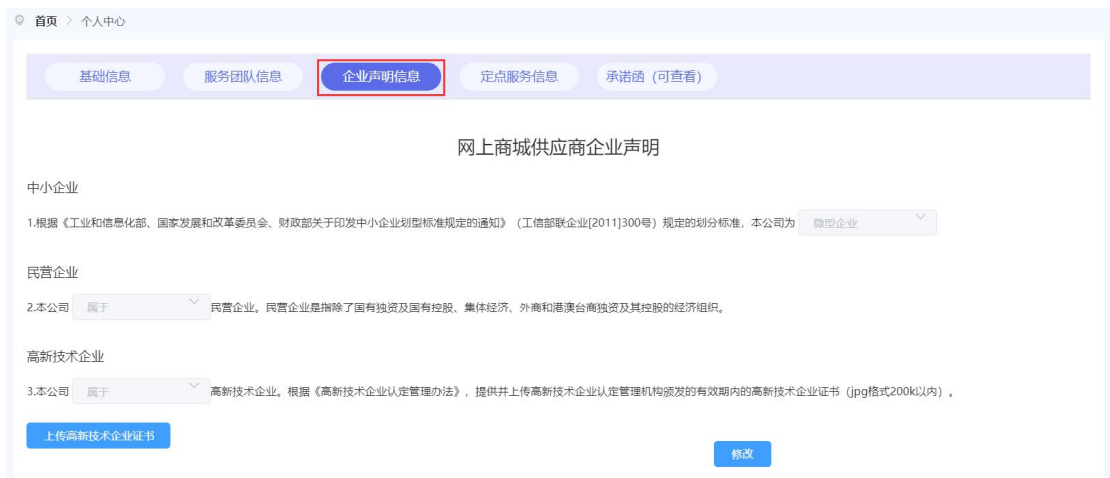 首页 > 个人中心
基础信息 服务团队信息 企业声明信息 定点服务信息 承诺函（可查看）
网上商城供应商企业声明
中小企业
1.根据《工业和信息化部、国家发展和改革委员会、财政部关于印发中小企业划型标准规定的通知》（工信部联企业[2011]300号）规定的划分标准，本公司为 微型企业
民营企业
2.本公司 属于 民营企业。民营企业是指除了国有独资及国有控股、集体经济、外商和港澳台商独资及其控股的经济组织。
高新技术企业
3.本公司 属于 高新技术企业。根据《高新技术企业认定管理办法》，提供并上传高新技术企业认定管理机构颁发的有效期内的高新技术企业证书（jpg格式200k以内）。
上传高新技术企业证书
修改